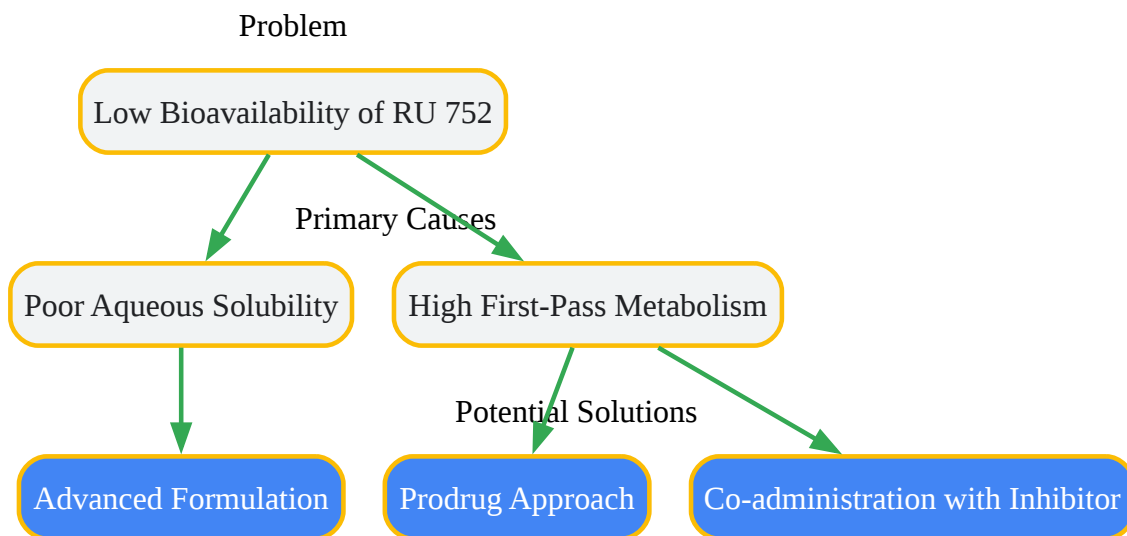 Problem
Low Bioavailability of RU 752
Primary Causes
Poor Aqueous Solubility
High First-Pass Metabolism
Potential Solutions
Advanced Formulation
Prodrug Approach
Co-administration with Inhibitor